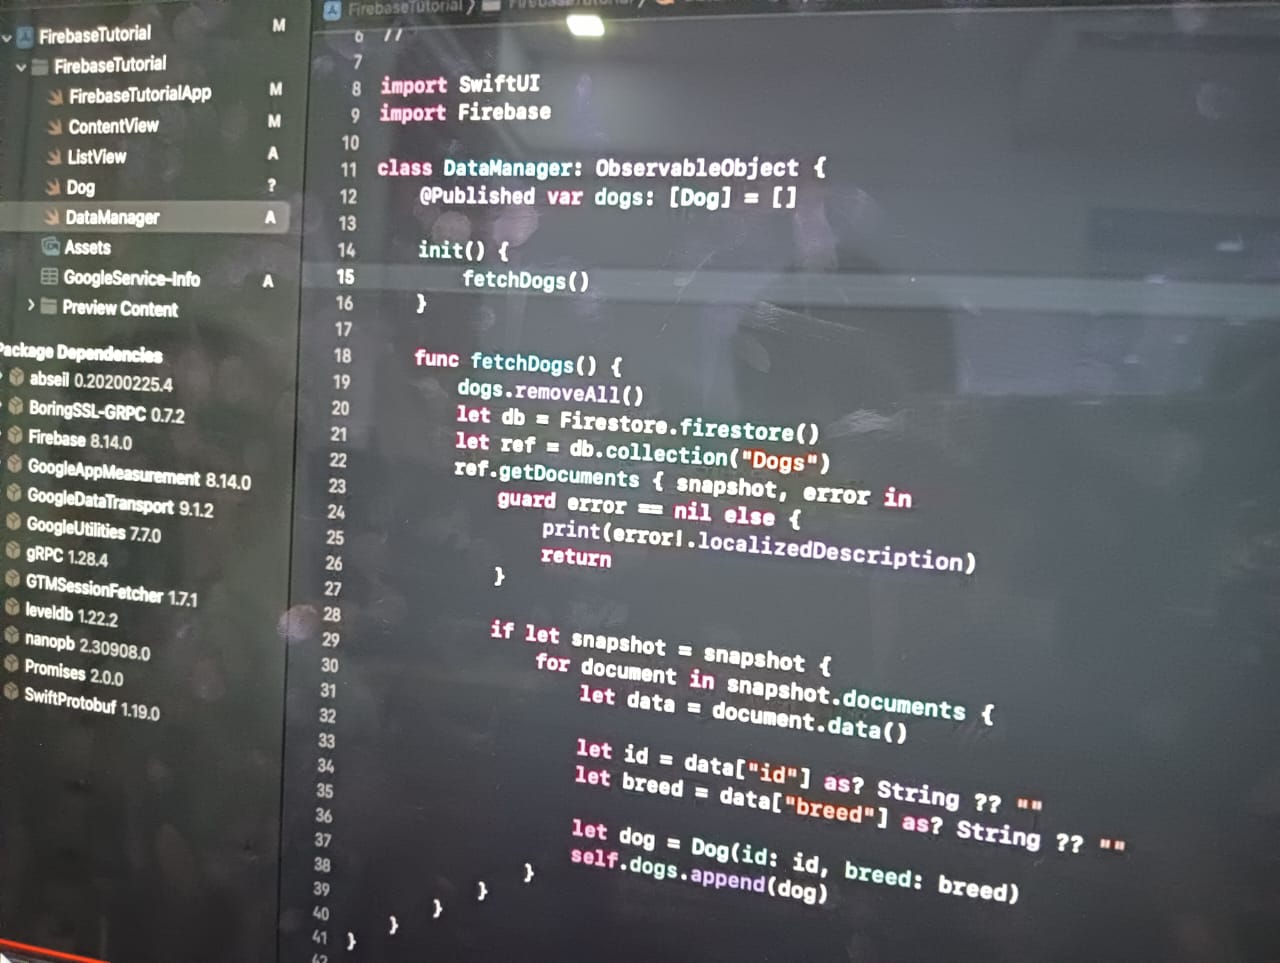 FirebaseTutorial M
FirebaseTutorial
FirebaseTutorialApp M
ContentView M
ListView A
Dog ?
DataManager A
Assets
GoogleService-Info A
Preview Content
Package Dependencies
abseil 0.20200225.4
BoringSSL-GRPC 0.7.2
Firebase 8.14.0
GoogleAppMeasurement 8.14.0
GoogleDataTransport 9.1.2
GoogleUtilities 7.7.0
gRPC 1.28.4
GTMSessionFetcher 1.7.1
leveldb 1.22.2
nanopb 2.30908.0
Promises 2.0.0
SwiftProtobuf 1.19.0
FirebaseTutorial
6 //
7
8 import SwiftUI
9 import Firebase
10
11 class DataManager: ObservableObject {
12 @Published var dogs: [Dog] = []
13
14 init() {
15 fetchDogs()
16 }
17
18 func fetchDogs() {
19 dogs.removeAll()
20 let db = Firestore.firestore()
21 let ref = db.collection("Dogs")
22 ref.getDocuments { snapshot, error in
23 guard error == nil else {
24 print(error!.localizedDescription)
25 return
26 }
27
28 if let snapshot = snapshot {
29 for document in snapshot.documents {
30 let data = document.data()
31
32 let id = data["id"] as? String ?? ""
33 let breed = data["breed"] as? String ?? ""
34
35 let dog = Dog(id: id, breed: breed)
36 self.dogs.append(dog)
37 }
38 }
39 }
40 }
41 }
42